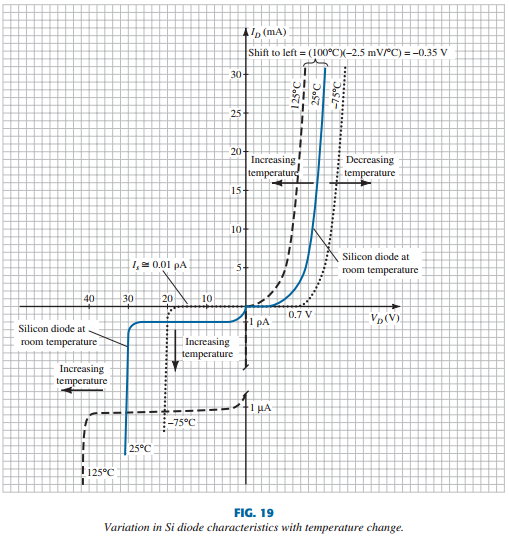 I_D (mA)
Shift to left = (100°C)(–2.5 mV/°C) = –0.35 V
30
125°C
25°C
–75°C
25
20
Increasing
temperature
Decreasing
temperature
15
10
Silicon diode at
room temperature
5
I_s ≅ 0.01 pA
40
30
20
10
0.7 V
V_D (V)
1 pA
Silicon diode at
room temperature
Increasing
temperature
Increasing
temperature
1 μA
–75°C
25°C
125°C
FIG. 19
Variation in Si diode characteristics with temperature change.